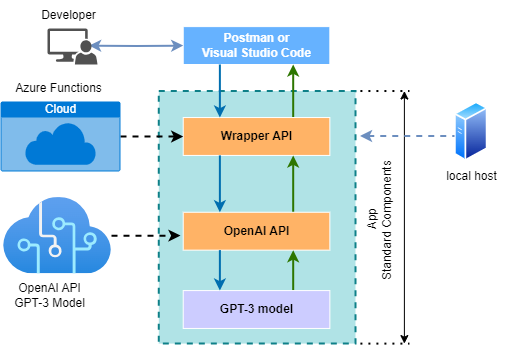 Developer
Postman or
Visual Studio Code
Azure Functions
Cloud
Wrapper API
local host
App
Standard Components
OpenAI API
OpenAI API
GPT-3 Model
GPT-3 model